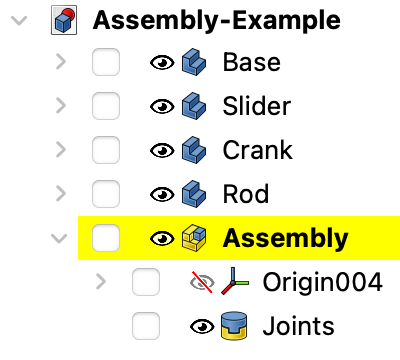 Assembly-Example
Base
Slider
Crank
Rod
Assembly
Origin004
Joints